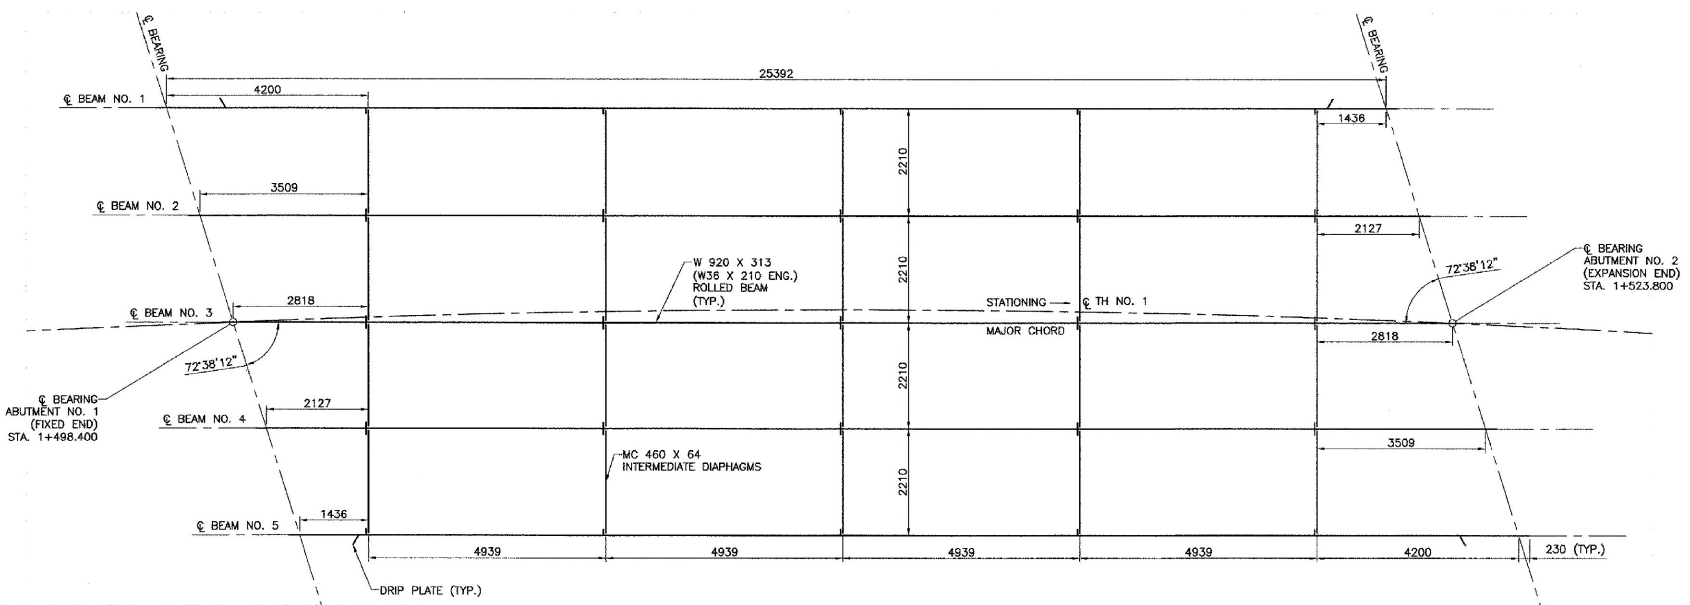 ℄ BEARING
℄ BEARING
25392
4200
℄ BEAM NO. 1
1436
2210
3509
℄ BEAM NO. 2
2127
℄ BEARING
ABUTMENT NO. 2
(EXPANSION END)
STA. 1+523.800
72°38'12"
W 920 X 313
(W36 X 210 ENG.)
ROLLED BEAM
(TYP.)
2210
2818
STATIONING
℄ TH NO. 1
℄ BEAM NO. 3
MAJOR CHORD
2818
72°38'12"
℄ BEARING
ABUTMENT NO. 1
(FIXED END)
STA. 1+498.400
2210
2127
℄ BEAM NO. 4
3509
MC 460 X 64
INTERMEDIATE DIAPHAGMS
2210
1436
℄ BEAM NO. 5
4939
4939
4939
4939
4200
230 (TYP.)
DRIP PLATE (TYP.)